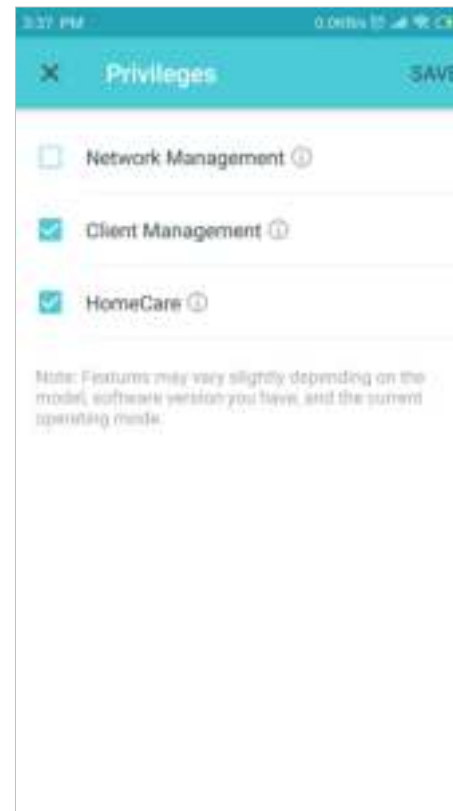 3:37 PM
Privileges
SAVE
Network Management
Client Management
HomeCare
Note: Features may vary slightly depending on the
model, software version you have, and the current
operating mode.